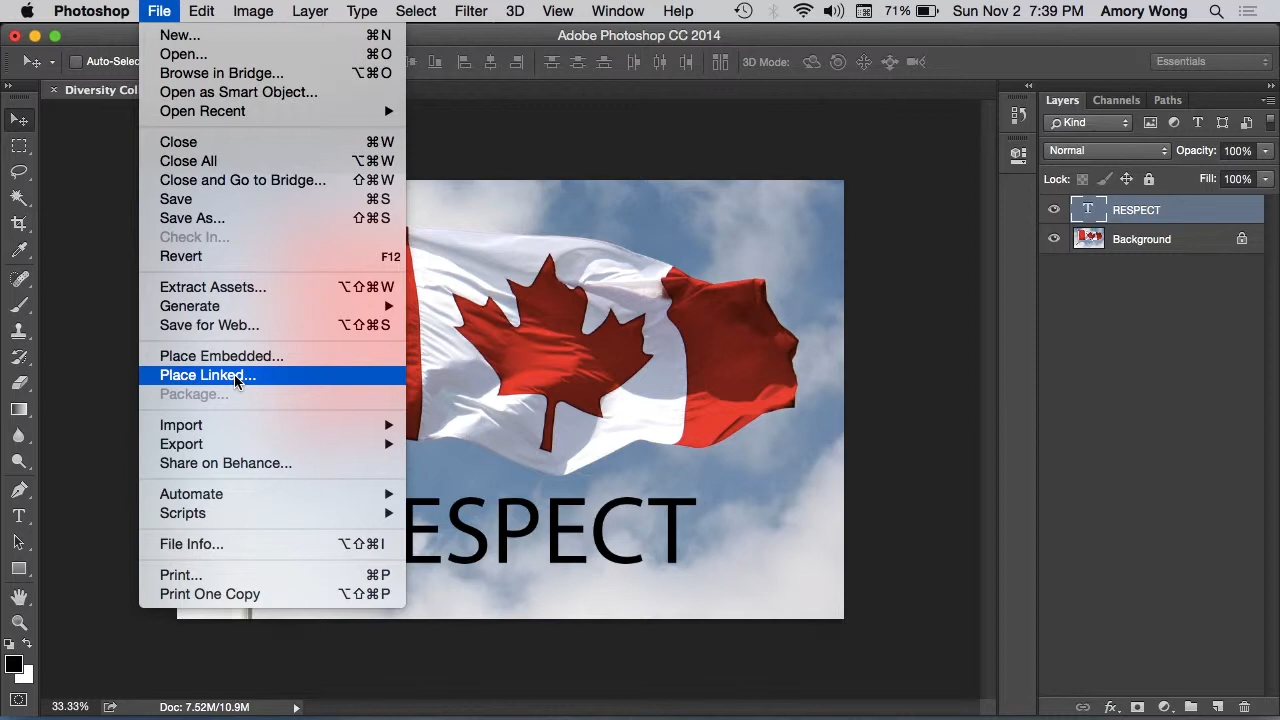 Photoshop File Edit Image Layer Type Select Filter 3D View Window Help 71% Sun Nov 2 7:39 PM Amory Wong
Adobe Photoshop CC 2014
Auto-Selec 3D Mode: Essentials
× Diversity Col
New... ⌘N
Open... ⌘O
Browse in Bridge... ⌥⌘O
Open as Smart Object...
Open Recent
Close ⌘W
Close All ⌥⌘W
Close and Go to Bridge... ⇧⌘W
Save ⌘S
Save As... ⇧⌘S
Check In...
Revert F12
Extract Assets... ⌥⇧⌘W
Generate
Save for Web... ⌥⇧⌘S
Place Embedded...
Place Linked...
Package...
Import
Export
Share on Behance...
Automate
Scripts
File Info... ⌥⇧⌘I
Print... ⌘P
Print One Copy ⌥⇧⌘P
ESPECT
Layers Channels Paths
Kind T
Normal Opacity: 100%
Lock: Fill: 100%
T RESPECT
Background
33.33% Doc: 7.52M/10.9M